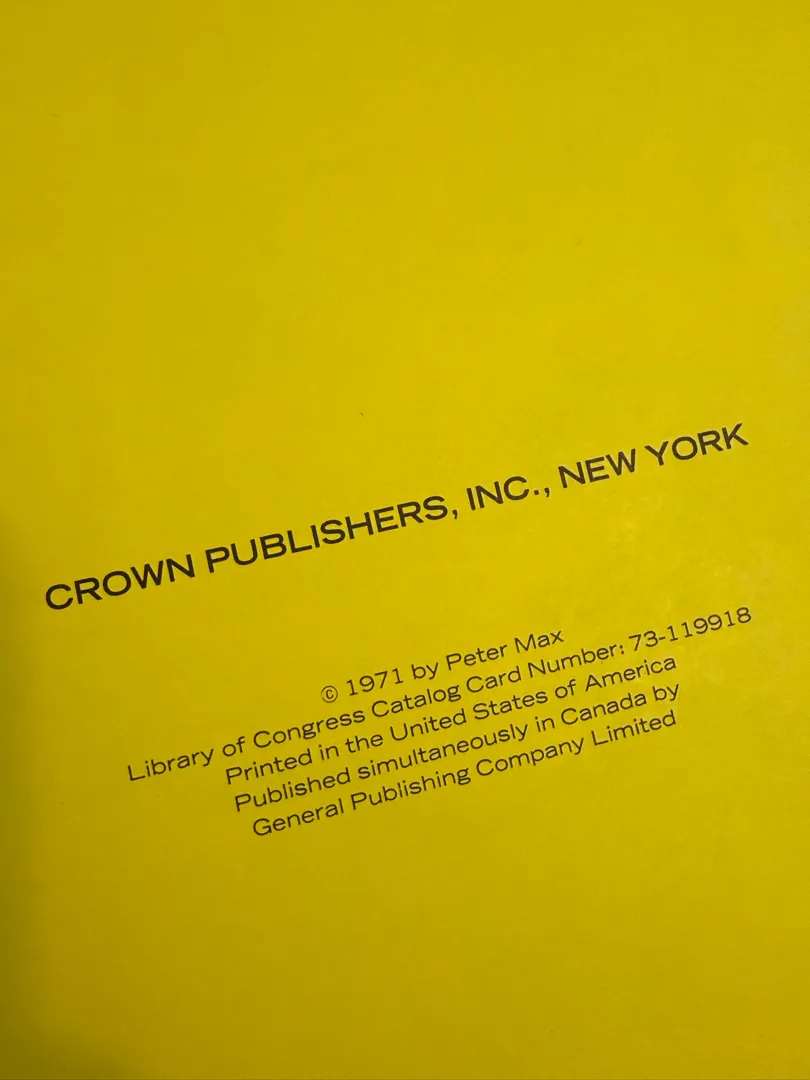 CROWN PUBLISHERS, INC., NEW YORK
© 1971 by Peter Max
Library of Congress Catalog Card Number: 73-119918
Printed in the United States of America
Published simultaneously in Canada by
General Publishing Company Limited